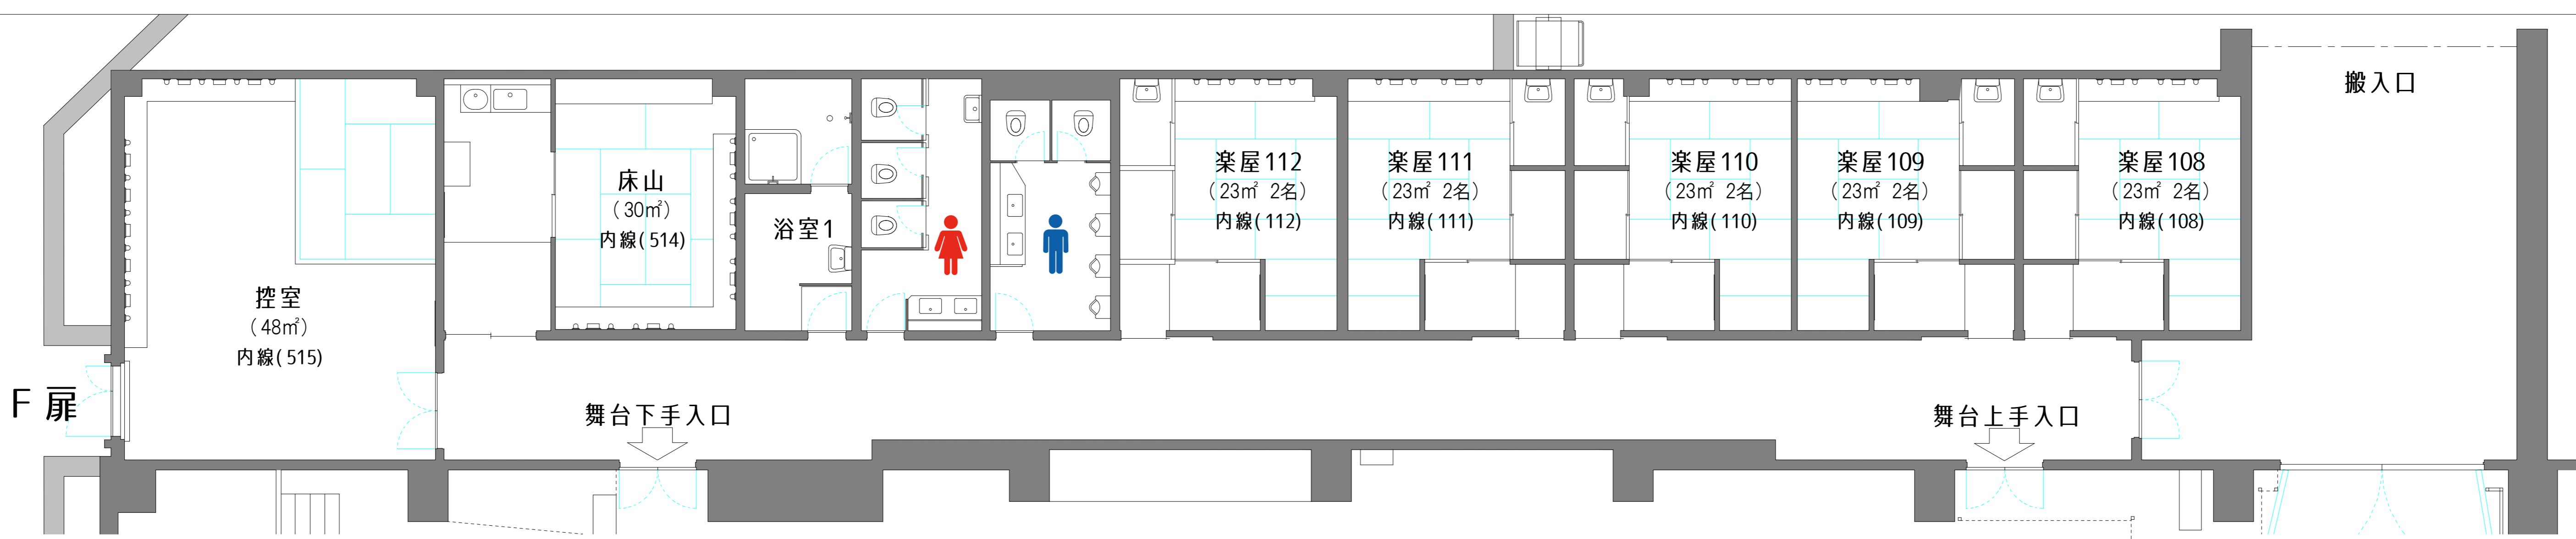 F 扉
控室
(48㎡)
内線(515)
床山
(30㎡)
内線(514)
浴室1
楽屋112
(23㎡ 2名)
内線(112)
楽屋111
(23㎡ 2名)
内線(111)
楽屋110
(23㎡ 2名)
内線(110)
楽屋109
(23㎡ 2名)
内線(109)
楽屋108
(23㎡ 2名)
内線(108)
搬入口
舞台下手入口
舞台上手入口